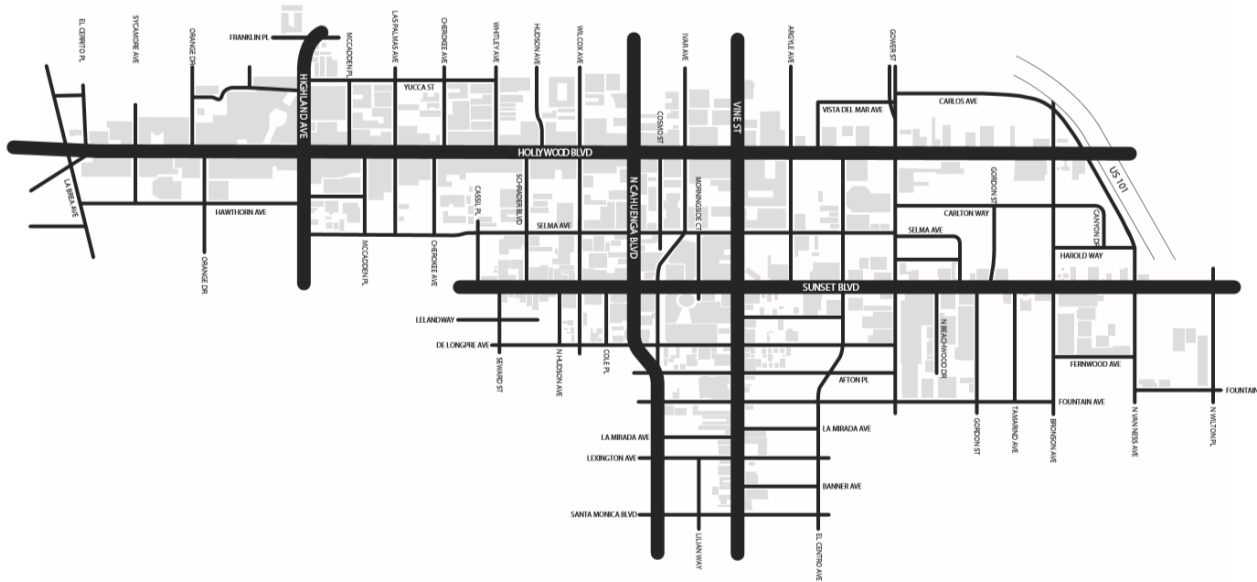 EL CERRITO PL
SYCAMORE AVE
ORANGE DR
FRANKLIN PL
HIGHLAND AVE
MCCADDEN PL
LAS PALMAS AVE
CHEROKEE AVE
WHITLEY AVE
HUDSON AVE
WILCOX AVE
IVAR AVE
VINE ST
ARGYLE AVE
GOWER ST
YUCCA ST
VISTA DEL MAR AVE
CARLOS AVE
COSMO ST
HOLLYWOOD BLVD
US 101
LA BREA AVE
HAWTHORN AVE
ORANGE DR
MCCADDEN PL
CHEROKEE AVE
CASSIL PL
SCHRADER BLVD
SELMA AVE
N CAHUENGA BLVD
MORNINGSIDE CT
GORDON ST
CARLTON WAY
CANYON DR
SELMA AVE
HAROLD WAY
SUNSET BLVD
LELANDWAY
DE LONGPRE AVE
SEWARD ST
N HUDSON AVE
COLE PL
N BEACHWOOD DR
AFTON PL
FERNWOOD AVE
FOUNTAIN
FOUNTAIN AVE
GORDON ST
TAMARIND AVE
BRONSON AVE
N VAN NESS AVE
N WILTON PL
LA MIRADA AVE
LA MIRADA AVE
LEXINGTON AVE
BANNER AVE
SANTA MONICA BLVD
LILIAN WAY
EL CENTRO AVE